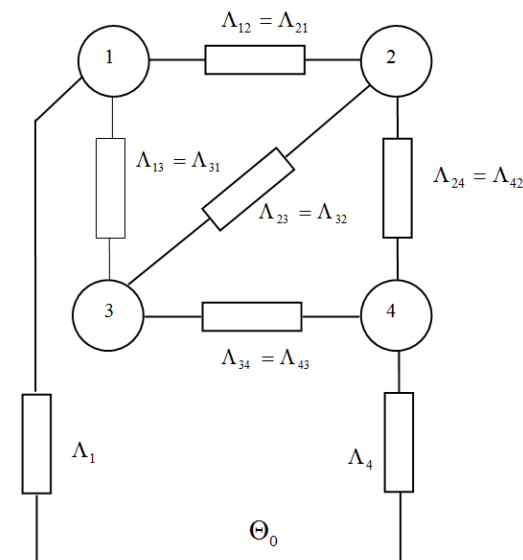 Λ₁₂ = Λ₂₁
1
2
Λ₁₃ = Λ₃₁
Λ₂₄ = Λ₄₂
Λ₂₃ = Λ₃₂
3
4
Λ₃₄ = Λ₄₃
Λ₁
Λ₄
Θ₀